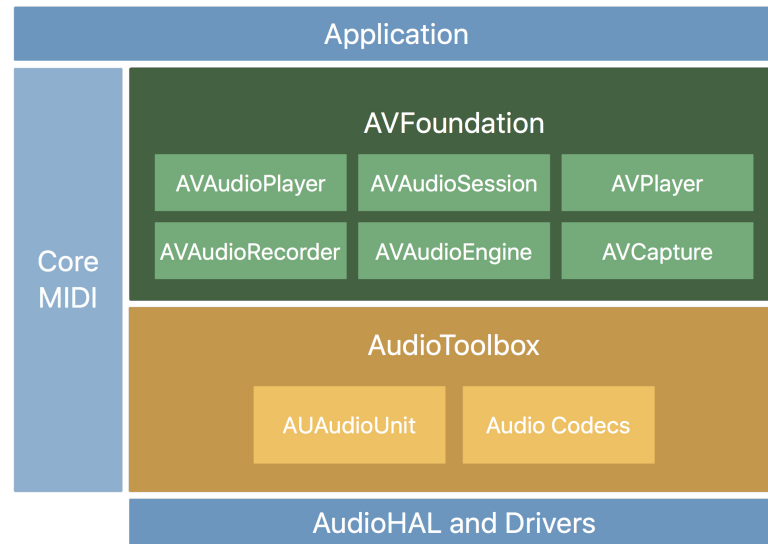 Application
AVFoundation
AVAudioPlayer
AVAudioSession
AVPlayer
AVAudioRecorder
AVAudioEngine
AVCapture
Core
MIDI
AudioToolbox
AUAudioUnit
Audio Codecs
AudioHAL and Drivers